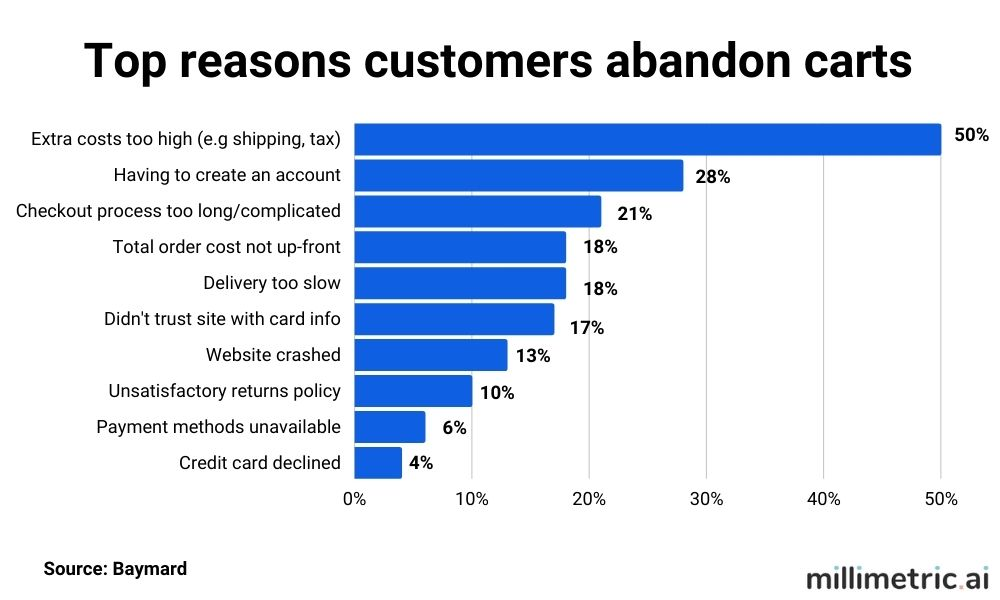 Top reasons customers abandon carts
Extra costs too high (e.g shipping, tax) 50%
Having to create an account 28%
Checkout process too long/complicated 21%
Total order cost not up-front 18%
Delivery too slow 18%
Didn't trust site with card info 17%
Website crashed 13%
Unsatisfactory returns policy 10%
Payment methods unavailable 6%
Credit card declined 4%
0% 10% 20% 30% 40% 50%
Source: Baymard
millimetric.ai